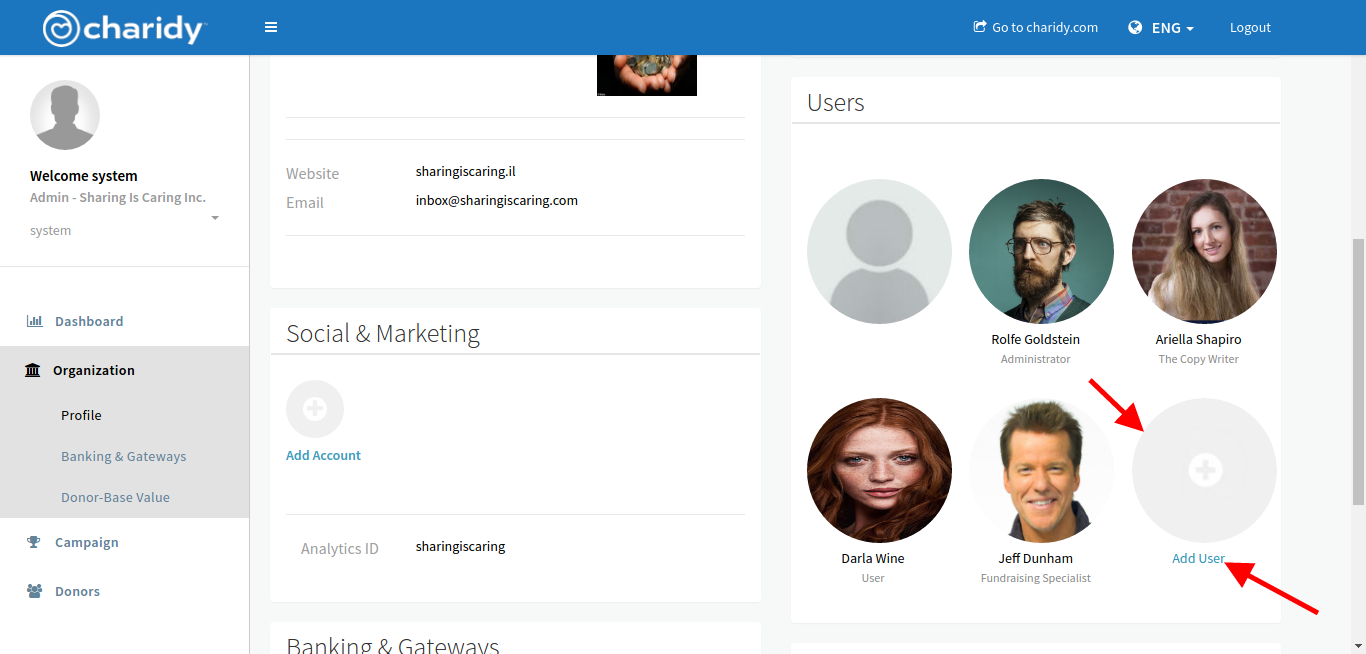 charidy
Go to charidy.com
ENG
Logout
Welcome system
Admin - Sharing Is Caring Inc.
system
Dashboard
Organization
Profile
Banking & Gateways
Donor-Base Value
Campaign
Donors
Website sharingiscaring.il
Email inbox@sharingiscaring.com
Social & Marketing
Add Account
Analytics ID sharingiscaring
Banking & Gateways
Users
Rolfe Goldstein
Administrator
Ariella Shapiro
The Copy Writer
Darla Wine
User
Jeff Dunham
Fundraising Specialist
Add User